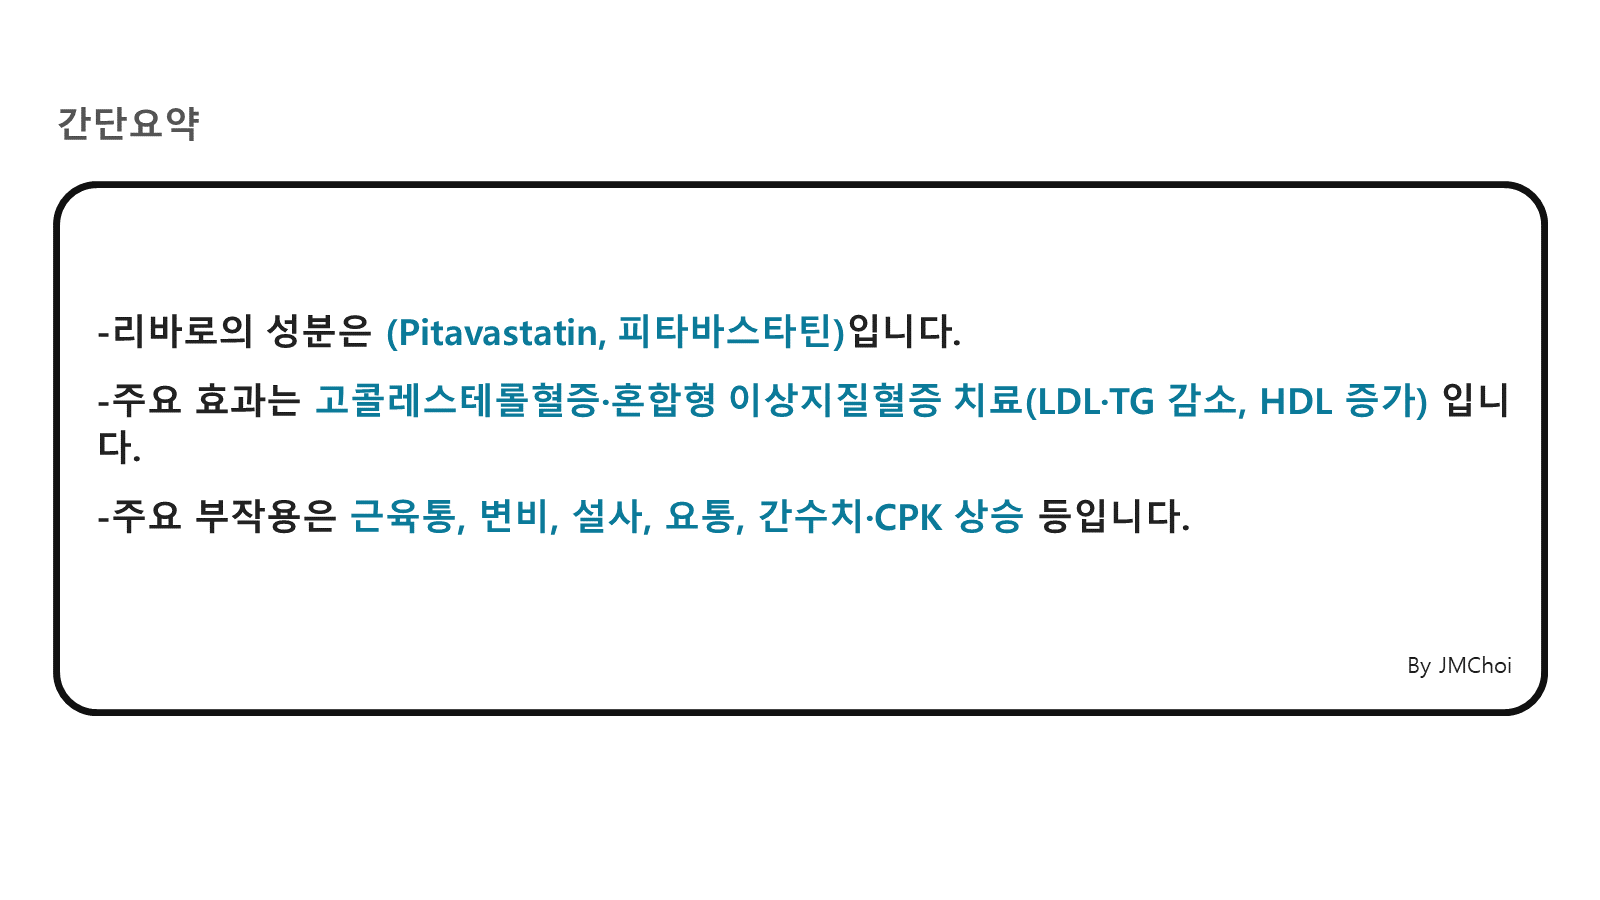 간단요약
-리바로의 성분은 (Pitavastatin, 피타바스타틴)입니다.
-주요 효과는 고콜레스테롤혈증·혼합형 이상지질혈증 치료(LDL·TG 감소, HDL 증가) 입니
다.
-주요 부작용은 근육통, 변비, 설사, 요통, 간수치·CPK 상승 등입니다.
By JMChoi